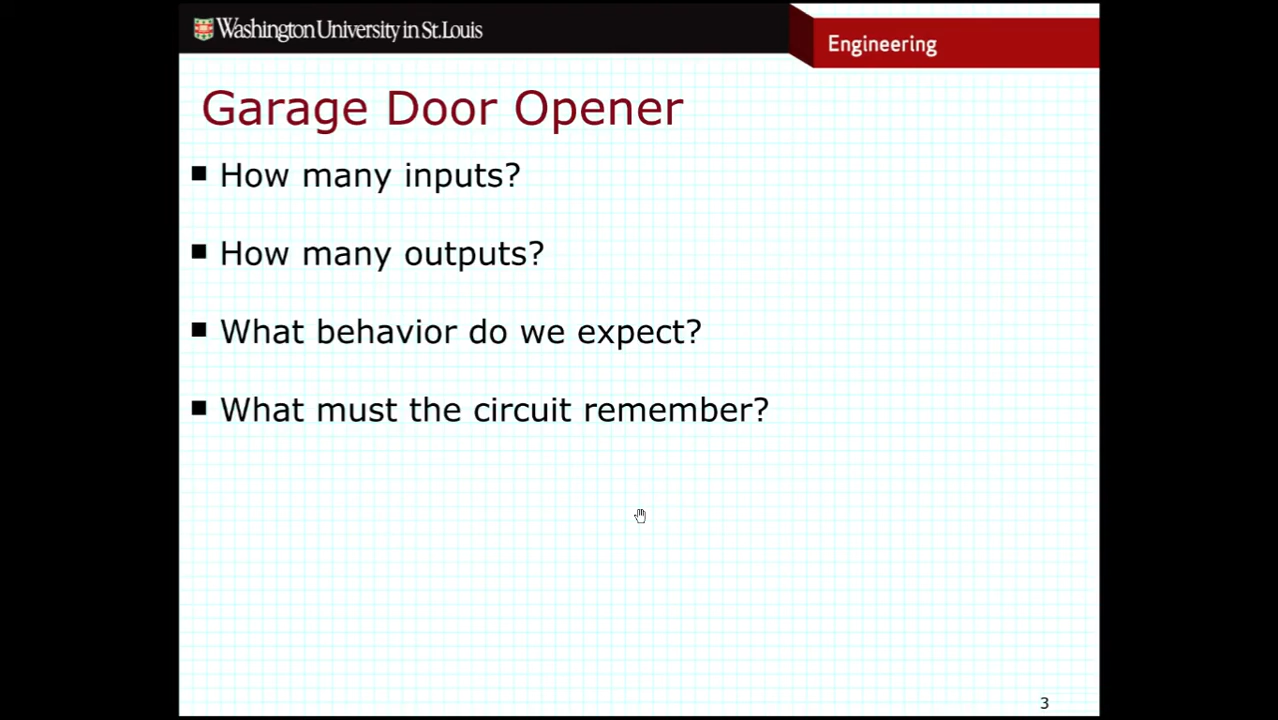 Washington University in St.Louis
Engineering
Garage Door Opener
■ How many inputs?
■ How many outputs?
■ What behavior do we expect?
■ What must the circuit remember?
3